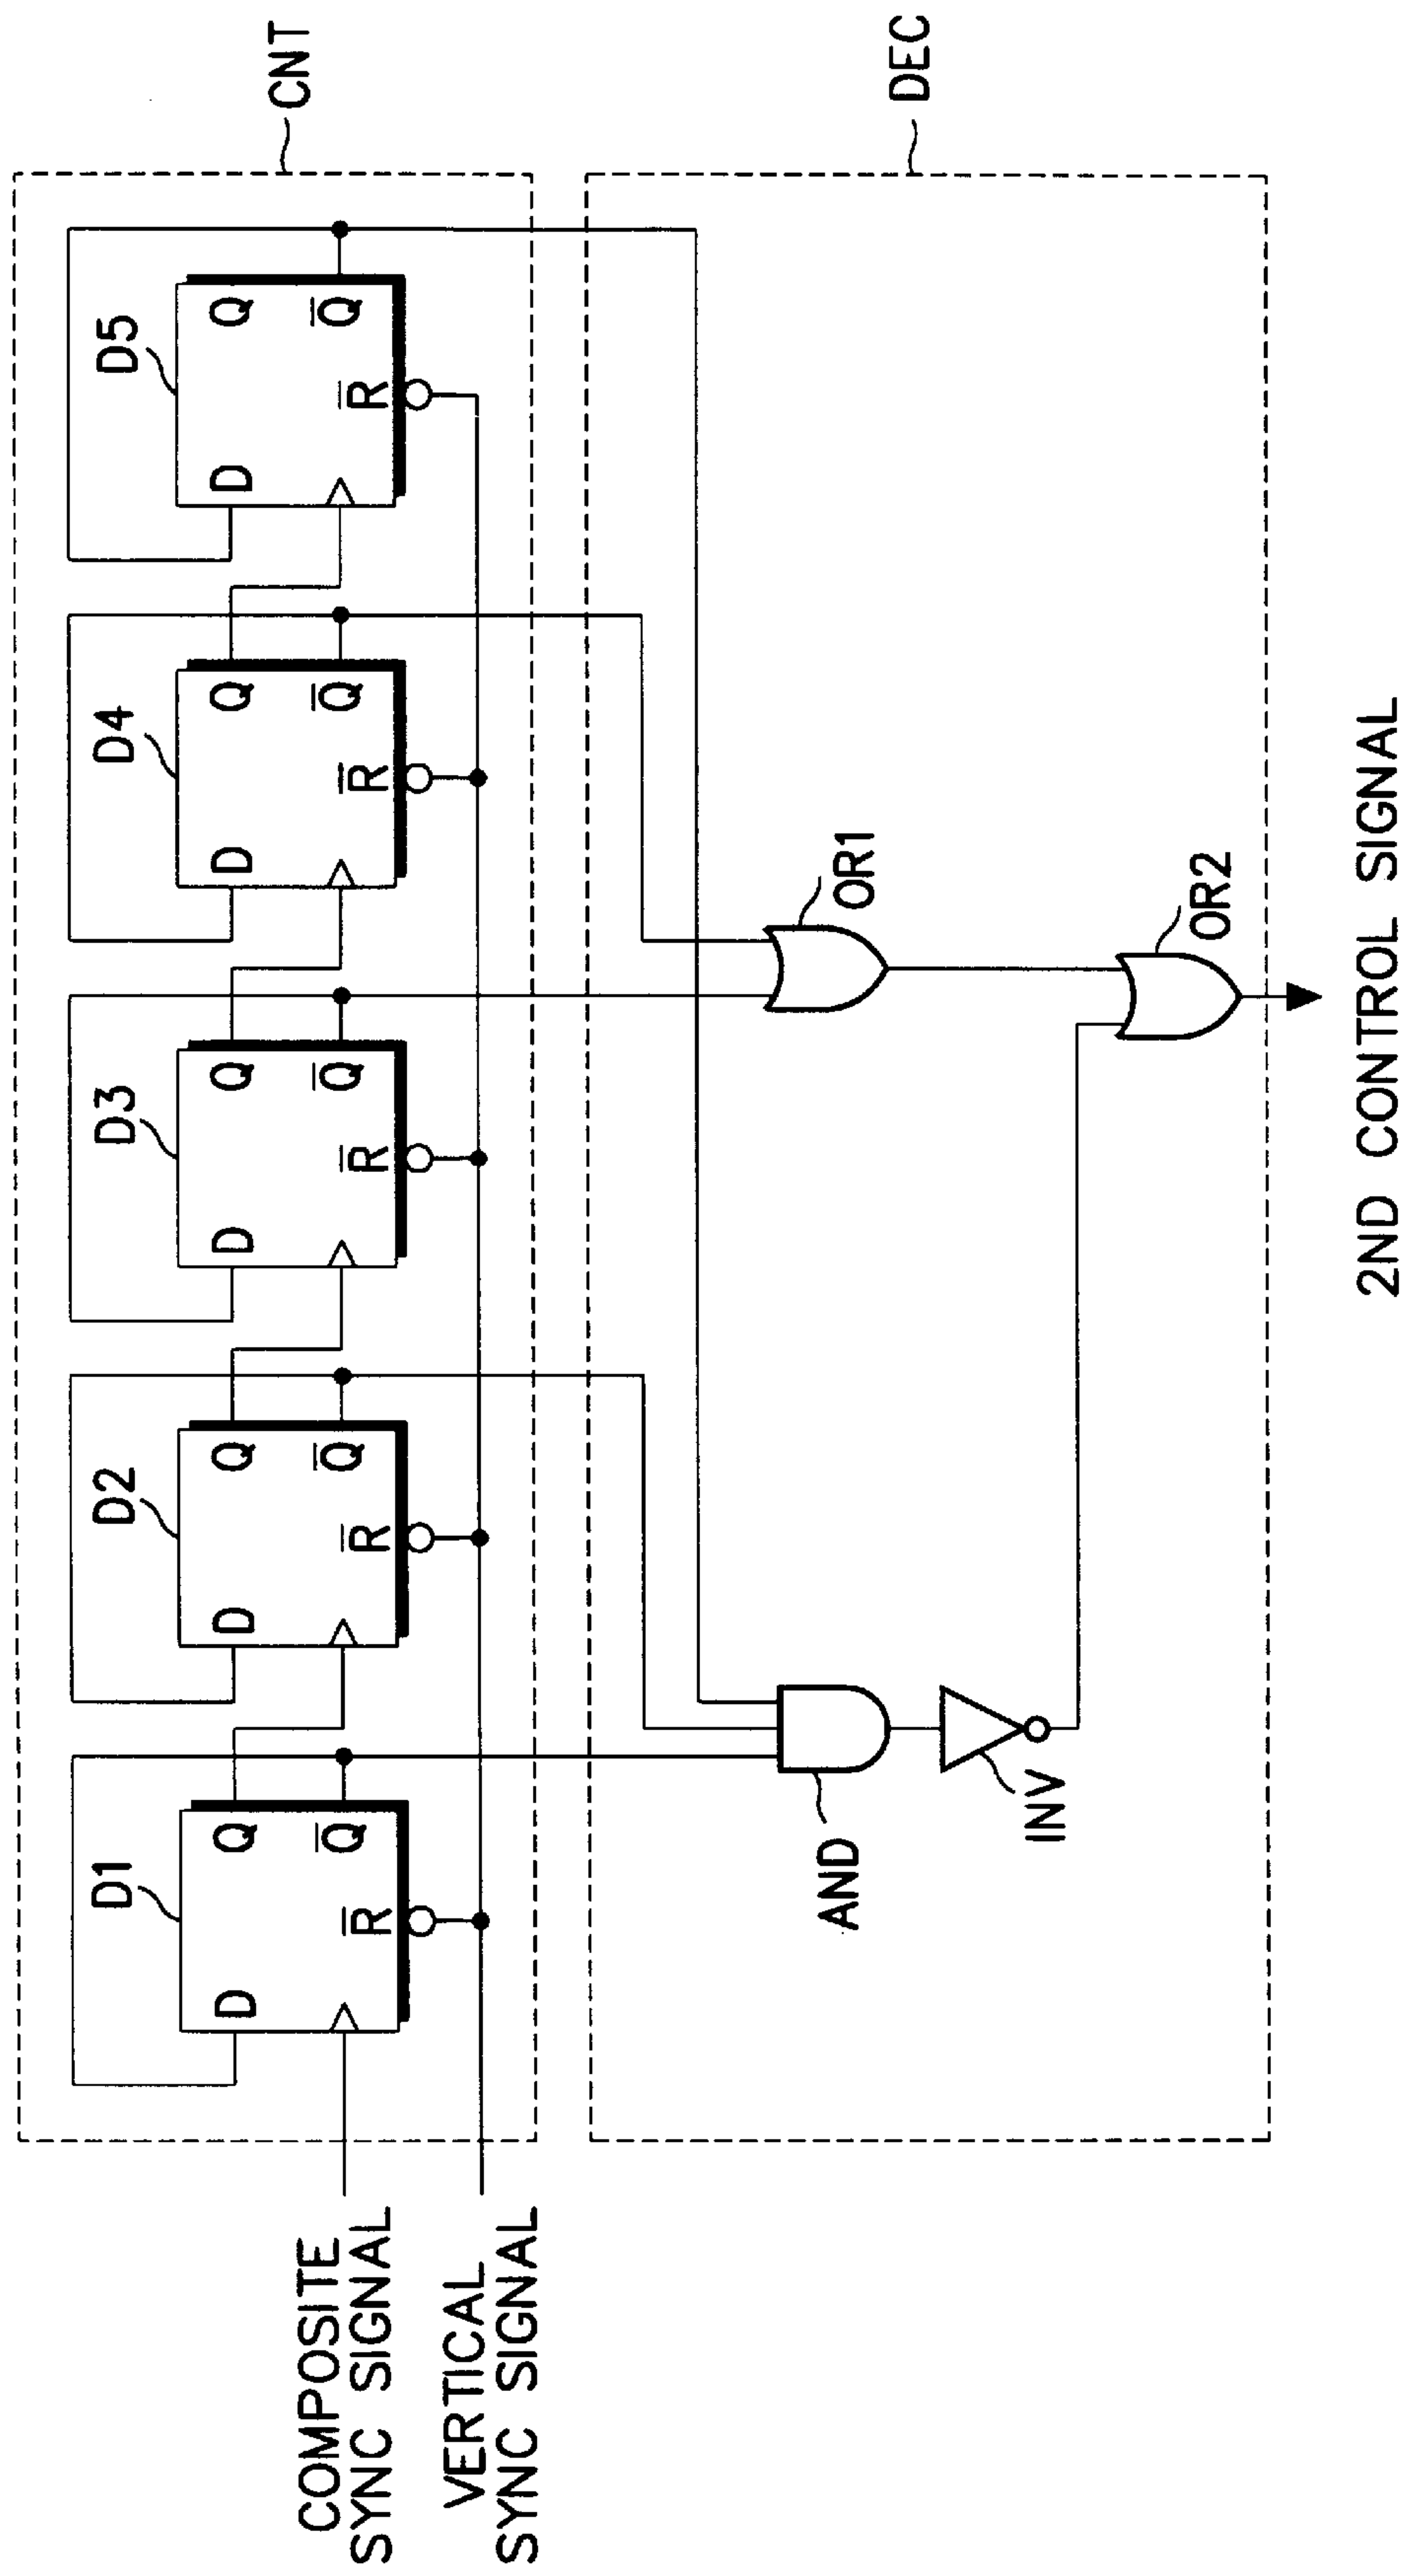 CNT
D1
D
Q
Q̅
R̅
D2
D
Q
Q̅
R̅
D3
D
Q
Q̅
R̅
D4
D
Q
Q̅
R̅
D5
D
Q
Q̅
R̅
COMPOSITE
SYNC SIGNAL
VERTICAL
SYNC SIGNAL
DEC
AND
INV
OR1
OR2
2ND CONTROL SIGNAL